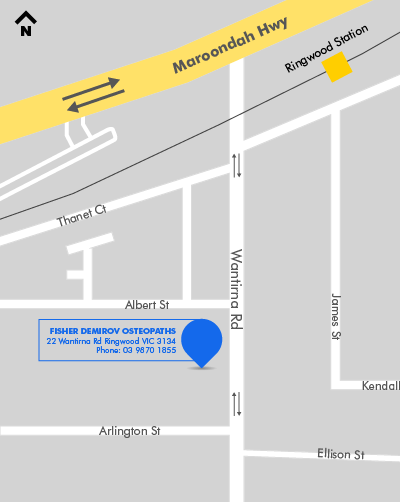 N
Maroondah Hwy
Ringwood Station
Thanet Ct
Wantirna Rd
Albert St
James St
FISHER DEMIROV OSTEOPATHS
22 Wantirna Rd Ringwood VIC 3134
Phone: 03 9870 1855
Kendall
Arlington St
Ellison St